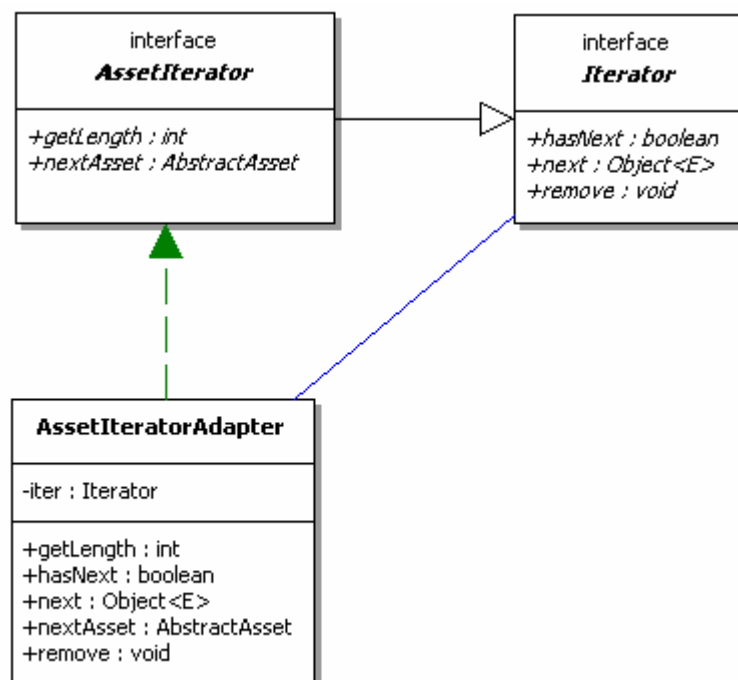 interface
AssetIterator
+getLength : int
+nextAsset : AbstractAsset
interface
Iterator
+hasNext : boolean
+next : Object<E>
+remove : void
AssetIteratorAdapter
-iter : Iterator
+getLength : int
+hasNext : boolean
+next : Object<E>
+nextAsset : AbstractAsset
+remove : void